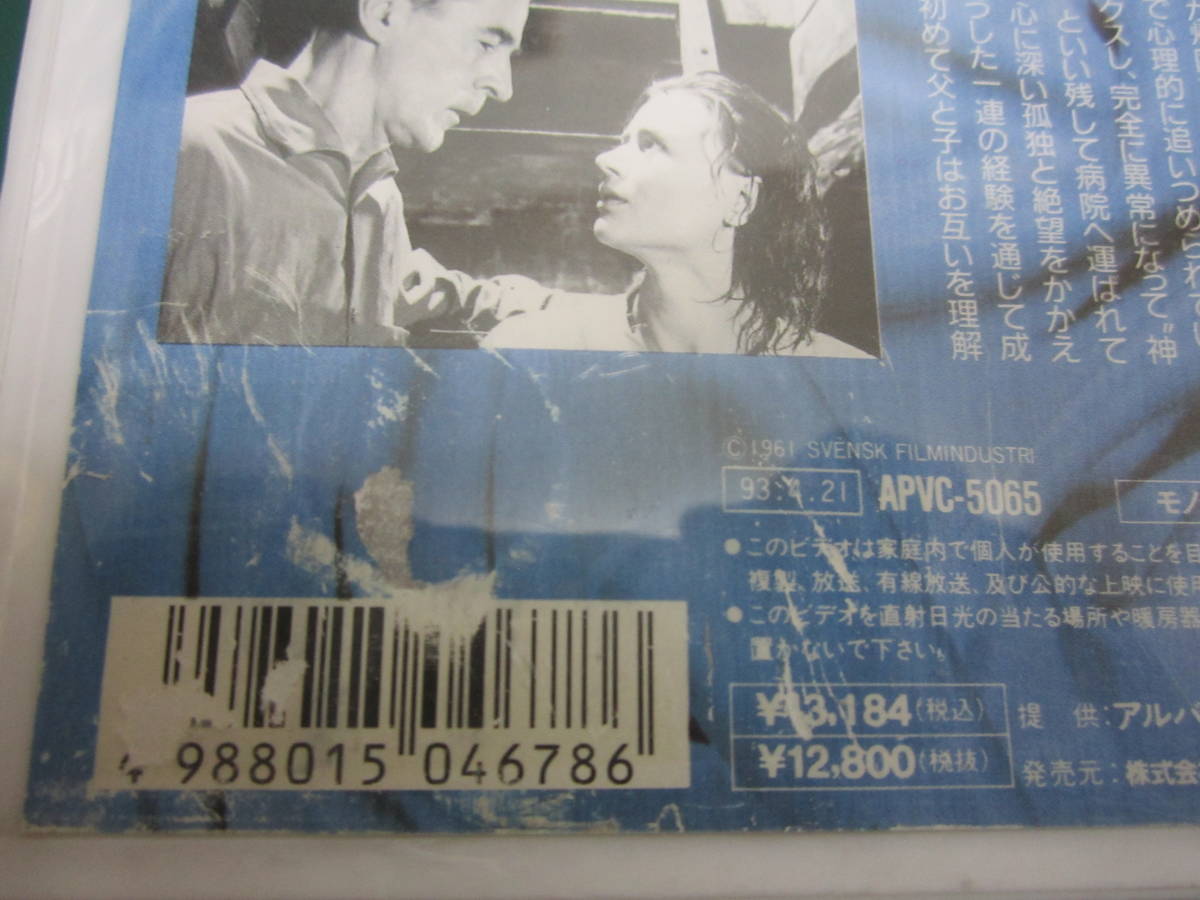 で心理的に追いつめられてい
クスし、完全に異常になって〝神
といい残して病院へ運ばれて
心に深い孤独と絶望をかかえ
うした一連の経験を通じて成
初めて父と子はお互いを理解
©1961 SVENSK FILMINDUSTRI
93.4.21 APVC-5065 モノ
●このビデオは家庭内で個人が使用することを目
複製、放送、有線放送、及び公的な上映に使
●このビデオを直射日光の当たる場所や暖房器
置かないで下さい。
¥13,184(税込) 提 供:アルバ
¥12,800(税抜) 発売元:株式会
988015 046786